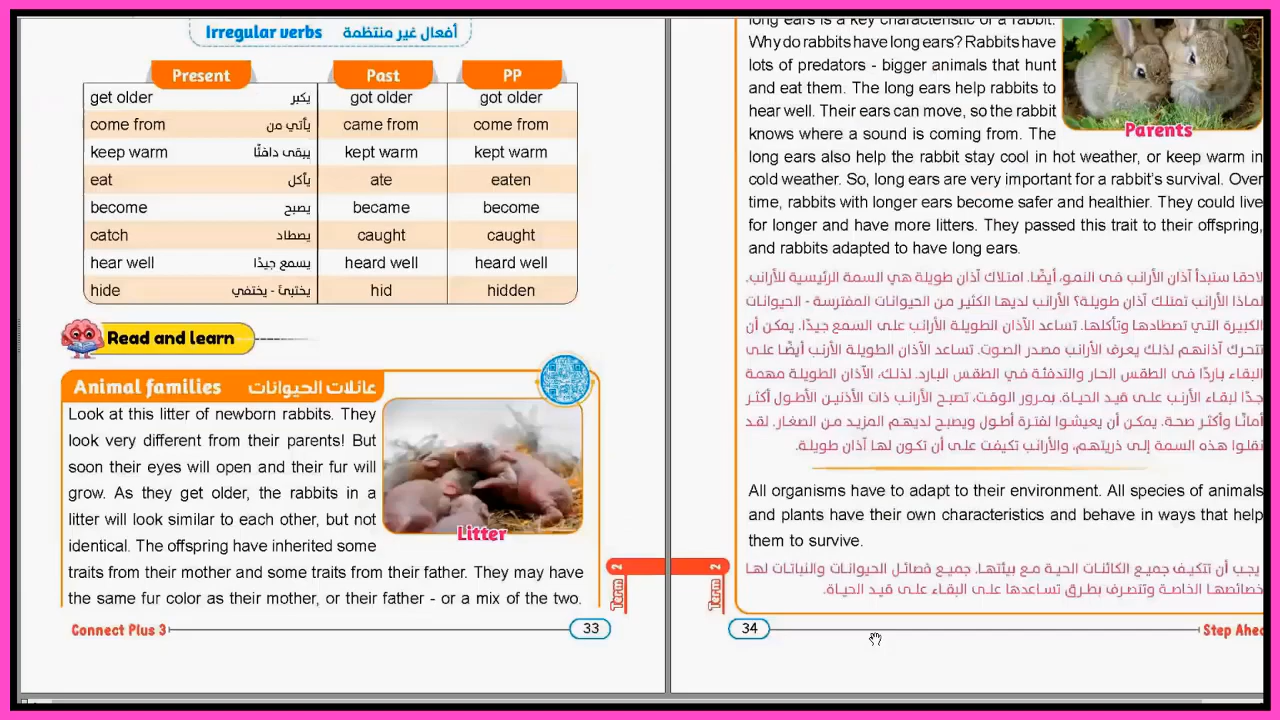 Irregular verbs أفعال غير منتظمة
Present Past PP
get older يكبر got older got older
come from يأتي من came from come from
keep warm يبقى دافئًا kept warm kept warm
eat يأكل ate eaten
become يصبح became become
catch يصطاد caught caught
hear well يسمع جيدًا heard well heard well
hide يختبئ - يختفي hid hidden
Read and learn
Animal families عائلات الحيوانات
Look at this litter of newborn rabbits. They
look very different from their parents! But
soon their eyes will open and their fur will
grow. As they get older, the rabbits in a
litter will look similar to each other, but not
identical. The offspring have inherited some
traits from their mother and some traits from their father. They may have
the same fur color as their mother, or their father - or a mix of the two.
Litter
Term 2
Connect Plus 3
33
long ears is a key characteristic of a rabbit.
Why do rabbits have long ears? Rabbits have
lots of predators - bigger animals that hunt
and eat them. The long ears help rabbits to
hear well. Their ears can move, so the rabbit
knows where a sound is coming from. The
long ears also help the rabbit stay cool in hot weather, or keep warm in
cold weather. So, long ears are very important for a rabbit's survival. Over
time, rabbits with longer ears become safer and healthier. They could live
for longer and have more litters. They passed this trait to their offspring,
and rabbits adapted to have long ears.
Parents
لاحقا ستبدأ آذان الأرانب في النمو، أيضًا. امتلاك آذان طويلة هي السمة الرئيسية للأرانب.
لماذا الأرانب تمتلك آذان طويلة؟ الأرانب لديها الكثير من الحيوانات المفترسة - الحيوانات
الكبيرة التي تصطادها وتأكلها. تساعد الآذان الطويلة الأرانب على السمع جيدًا. يمكن أن
تتحرك آذانهم لذلك يعرف الأرانب مصدر الصوت. تساعد الآذان الطويلة الأرنب أيضًا على
البقاء باردًا في الطقس الحار والتدفئة في الطقس البارد. لذلك، الآذان الطويلة مهمة
جدًا لبقاء الأرنب على قيد الحياة. بمرور الوقت، تصبح الأرانب ذات الأذنين الأطول أكثر
أمانًا وأكثر صحة. يمكن أن يعيشوا لفترة أطول ويصبح لديهم المزيد من الصغار. لقد
نقلوا هذه السمة إلى ذريتهم، والأرانب تكيفت على أن تكون لها آذان طويلة.
All organisms have to adapt to their environment. All species of animals
and plants have their own characteristics and behave in ways that help
them to survive.
يجب أن تتكيف جميع الكائنات الحية مع بيئتها. جميع فصائل الحيوانات والنباتات لها
خصائصها الخاصة وتتصرف بطرق تساعدها على البقاء على قيد الحياة.
Term 2
34
Step Ahea